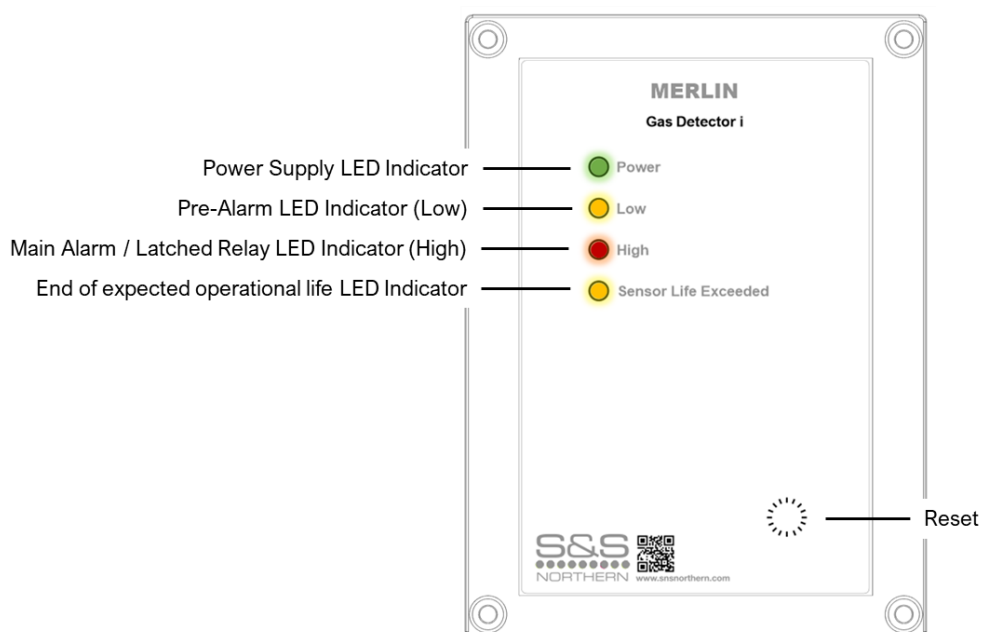 MERLIN
Gas Detector i
Power Supply LED Indicator
Power
Pre-Alarm LED Indicator (Low)
Low
Main Alarm / Latched Relay LED Indicator (High)
High
End of expected operational life LED Indicator
Sensor Life Exceeded
Reset
S&S
NORTHERN
www.snsnorthern.com